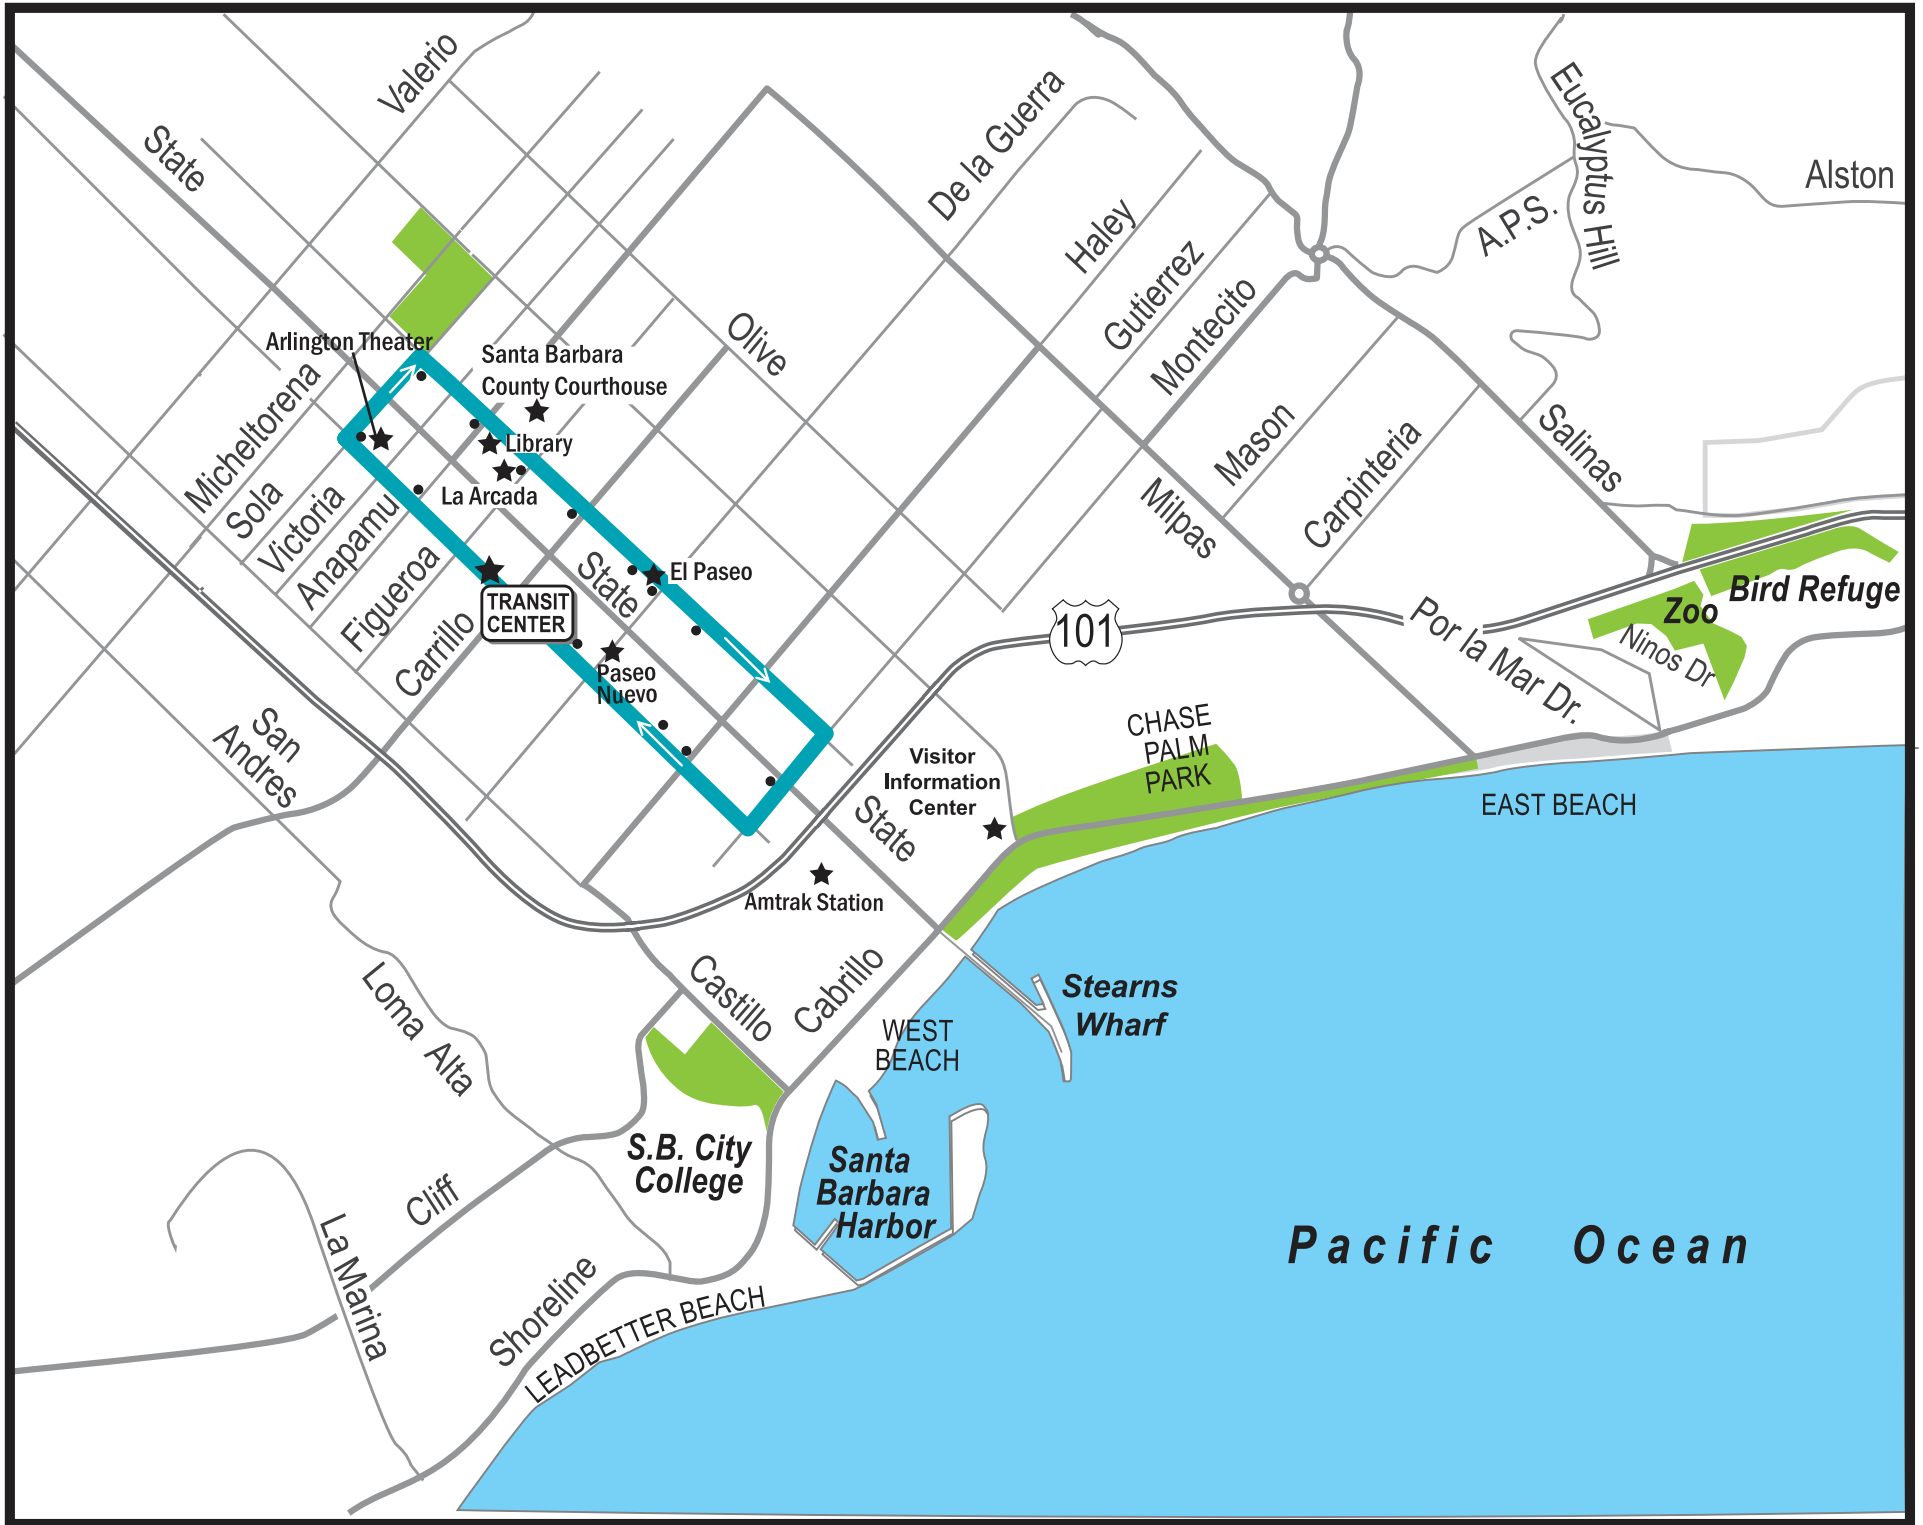 Valerio
State
De la Guerra
Eucalyptus Hill
Alston
A.P.S.
Haley
Gutierrez
Montecito
Olive
Arlington Theater
Santa Barbara
County Courthouse
Library
La Arcada
Micheltorena
Sola
Victoria
Anapamu
Figueroa
Carrillo
TRANSIT
CENTER
State
El Paseo
Paseo
Nuevo
Milpas
Mason
Carpinteria
Salinas
101
Por la Mar Dr.
Zoo
Bird Refuge
Ninos Dr
San
Andres
CHASE
PALM
PARK
Visitor
Information
Center
State
EAST BEACH
Amtrak Station
Castillo
Cabrillo
Stearns
Wharf
WEST
BEACH
Loma Alta
S.B. City
College
Santa
Barbara
Harbor
Cliff
La Marina
Shoreline
LEADBETTER BEACH
Pacific Ocean